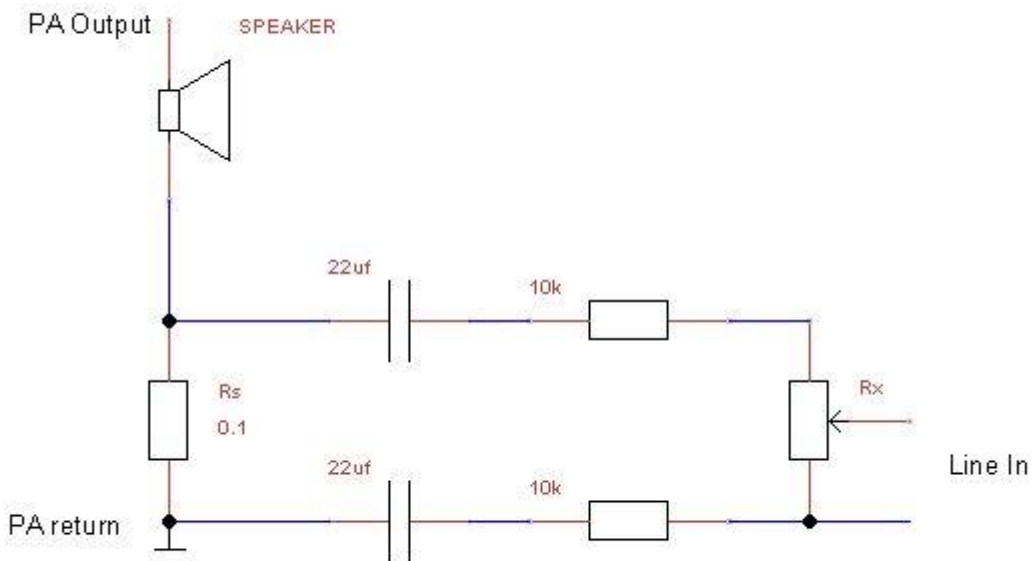 PA Output
SPEAKER
22uf
10k
Rs
0.1
Rx
22uf
10k
Line In
PA return